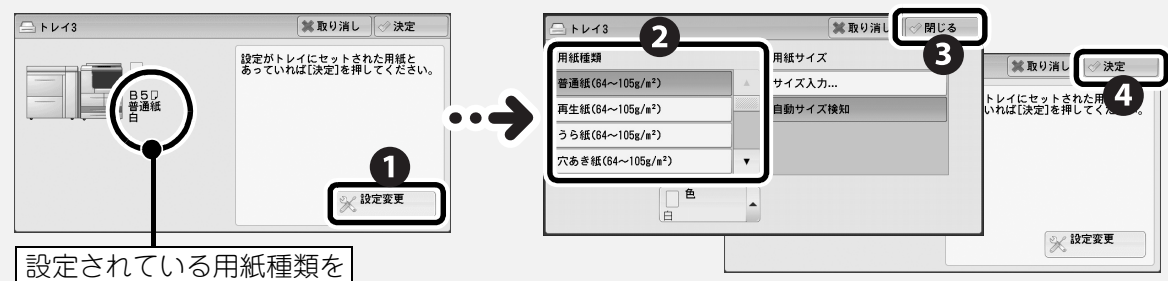 トレイ3
取り消し
決定
設定がトレイにセットされた用紙と
あっていれば[決定]を押してください。
B5
普通紙
白
1
設定変更
設定されている用紙種類を
トレイ3
取り消し
閉じる
2
3
用紙種類
普通紙(64～105g/m²)
再生紙(64～105g/m²)
うら紙(64～105g/m²)
穴あき紙(64～105g/m²)
用紙サイズ
サイズ入力...
自動サイズ検知
色
白
取り消し
決定
4
トレイにセットされた用
いれば[決定]を押してくだ
設定変更